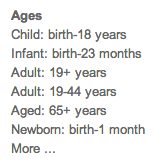 Ages
Child: birth-18 years
Infant: birth-23 months
Adult: 19+ years
Adult: 19-44 years
Aged: 65+ years
Newborn: birth-1 month
More ...